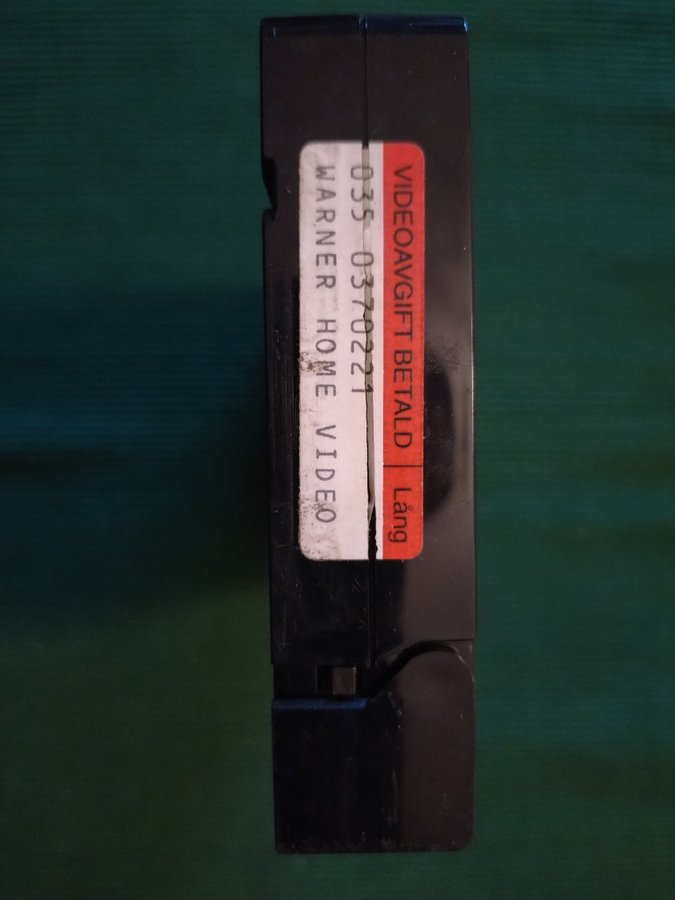 VIDEOAVGIFT BETALD | Lång
035 0370221
WARNER HOME VIDEO